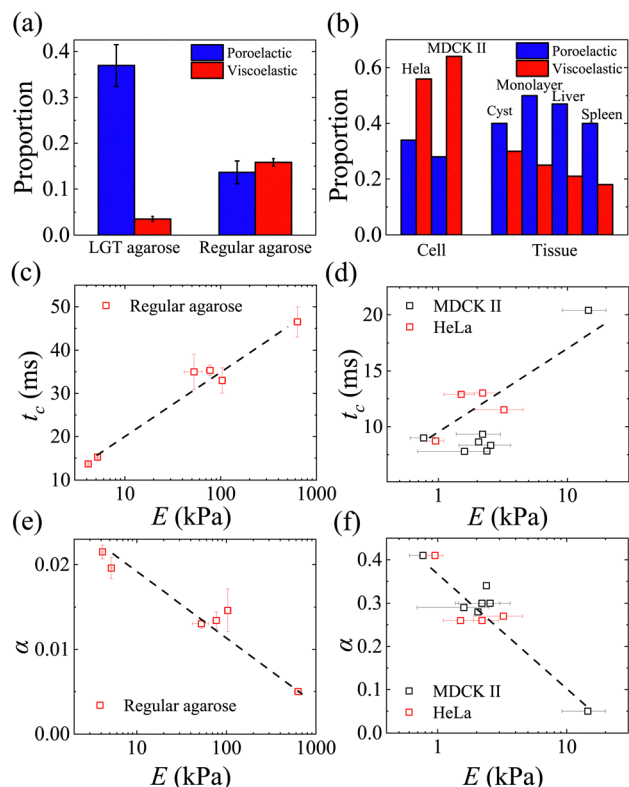 (a)
Proportion
0.4
0.3
0.2
0.1
0.0
Poroelactic
Viscoelastic
LGT agarose
Regular agarose
(b)
Proportion
0.6
0.4
0.2
0.0
MDCK II
Poroelactic
Viscoelastic
Hela
Monolayer
Liver
Cyst
Spleen
Cell
Tissue
(c)
t_c (ms)
50
40
30
20
10
Regular agarose
10
100
1000
E (kPa)
(d)
t_c (ms)
20
15
10
MDCK II
HeLa
1
10
E (kPa)
(e)
α
0.02
0.01
0.00
Regular agarose
10
100
1000
E (kPa)
(f)
α
0.4
0.3
0.2
0.1
0.0
MDCK II
HeLa
1
10
E (kPa)